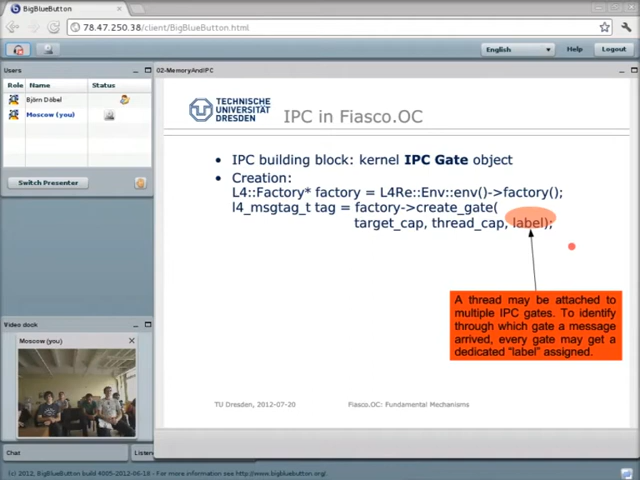 BigBlueButton
78.47.250.38/client/BigBlueButton.html
English
Help
Logout
Users
Role Name Status
Björn Döbel
Moscow (you)
Switch Presenter
02-MemoryAndIPC
TECHNISCHE
UNIVERSITÄT
DRESDEN
IPC in Fiasco.OC
• IPC building block: kernel IPC Gate object
• Creation:
L4::Factory* factory = L4Re::Env::env()->factory();
l4_msgtag_t tag = factory->create_gate(
target_cap, thread_cap, label);
A thread may be attached to
multiple IPC gates. To identify
through which gate a message
arrived, every gate may get a
dedicated “label” assigned.
TU Dresden, 2012-07-20
Fiasco.OC: Fundamental Mechanisms
Video dock
Moscow (you)
Chat
Listen
(c) 2012, BigBlueButton build 4005-2012-06-18 - For more information see http://www.bigbluebutton.org/.